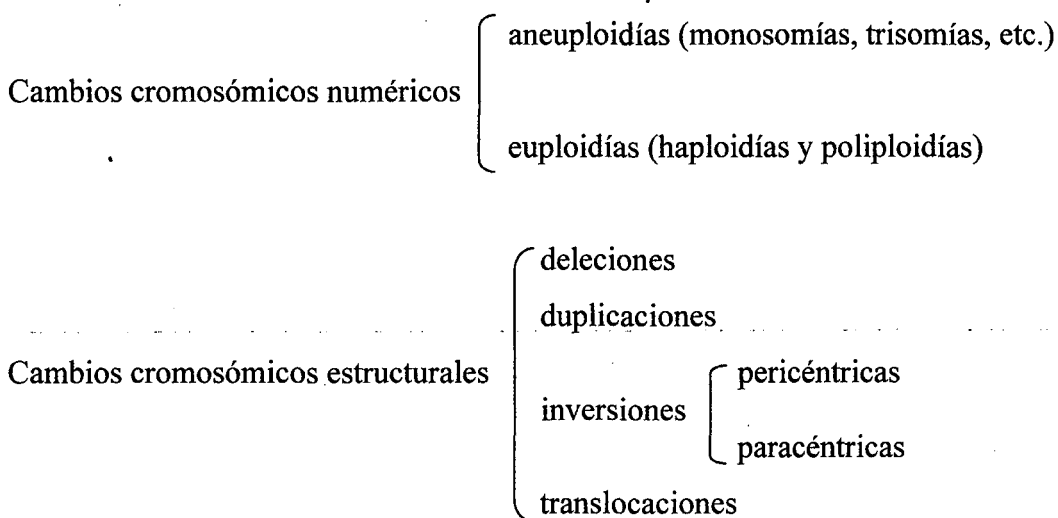 aneuploidías (monosomías, trisomías, etc.)
Cambios cromosómicos numéricos
euploidías (haploidías y poliploidías)
deleciones
duplicaciones
Cambios cromosómicos estructurales
pericéntricas
inversiones
paracéntricas
translocaciones